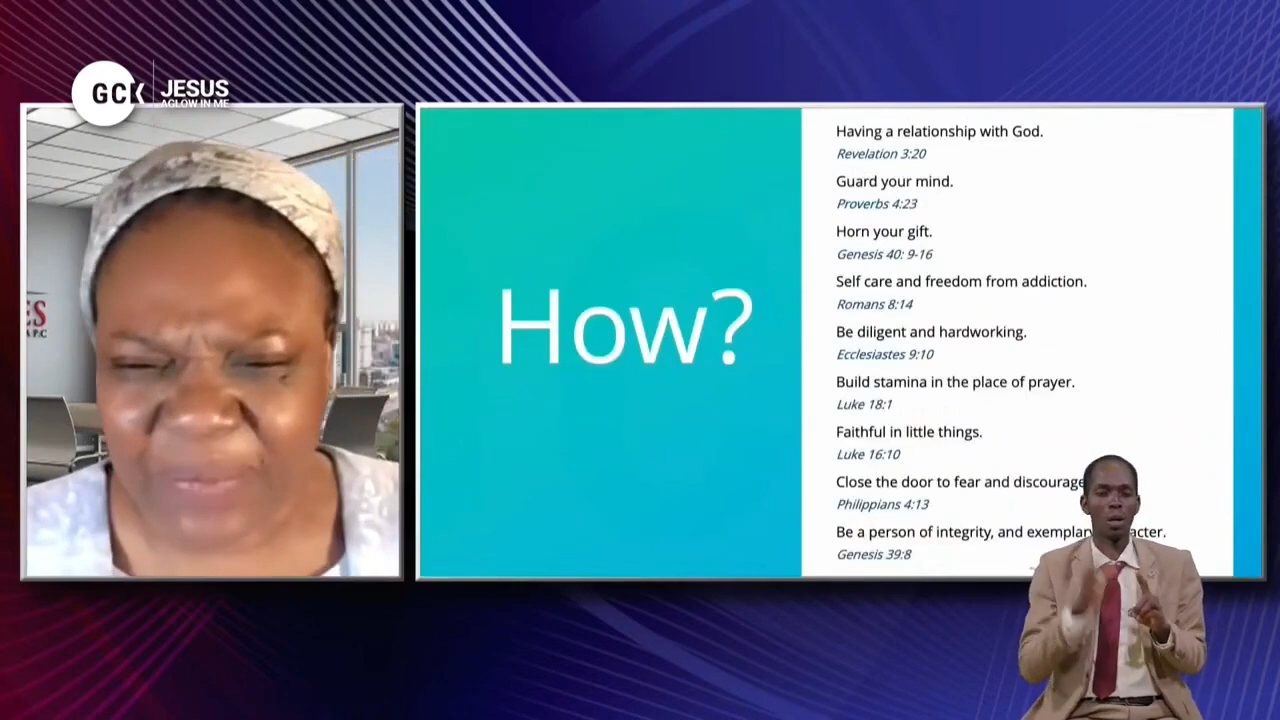 GCK
JESUS
AGLOW IN ME
ES
A P.C
How?
Having a relationship with God.
Revelation 3:20
Guard your mind.
Proverbs 4:23
Horn your gift.
Genesis 40: 9-16
Self care and freedom from addiction.
Romans 8:14
Be diligent and hardworking.
Ecclesiastes 9:10
Build stamina in the place of prayer.
Luke 18:1
Faithful in little things.
Luke 16:10
Close the door to fear and discourage
Philippians 4:13
Be a person of integrity, and exemplary acter.
Genesis 39:8